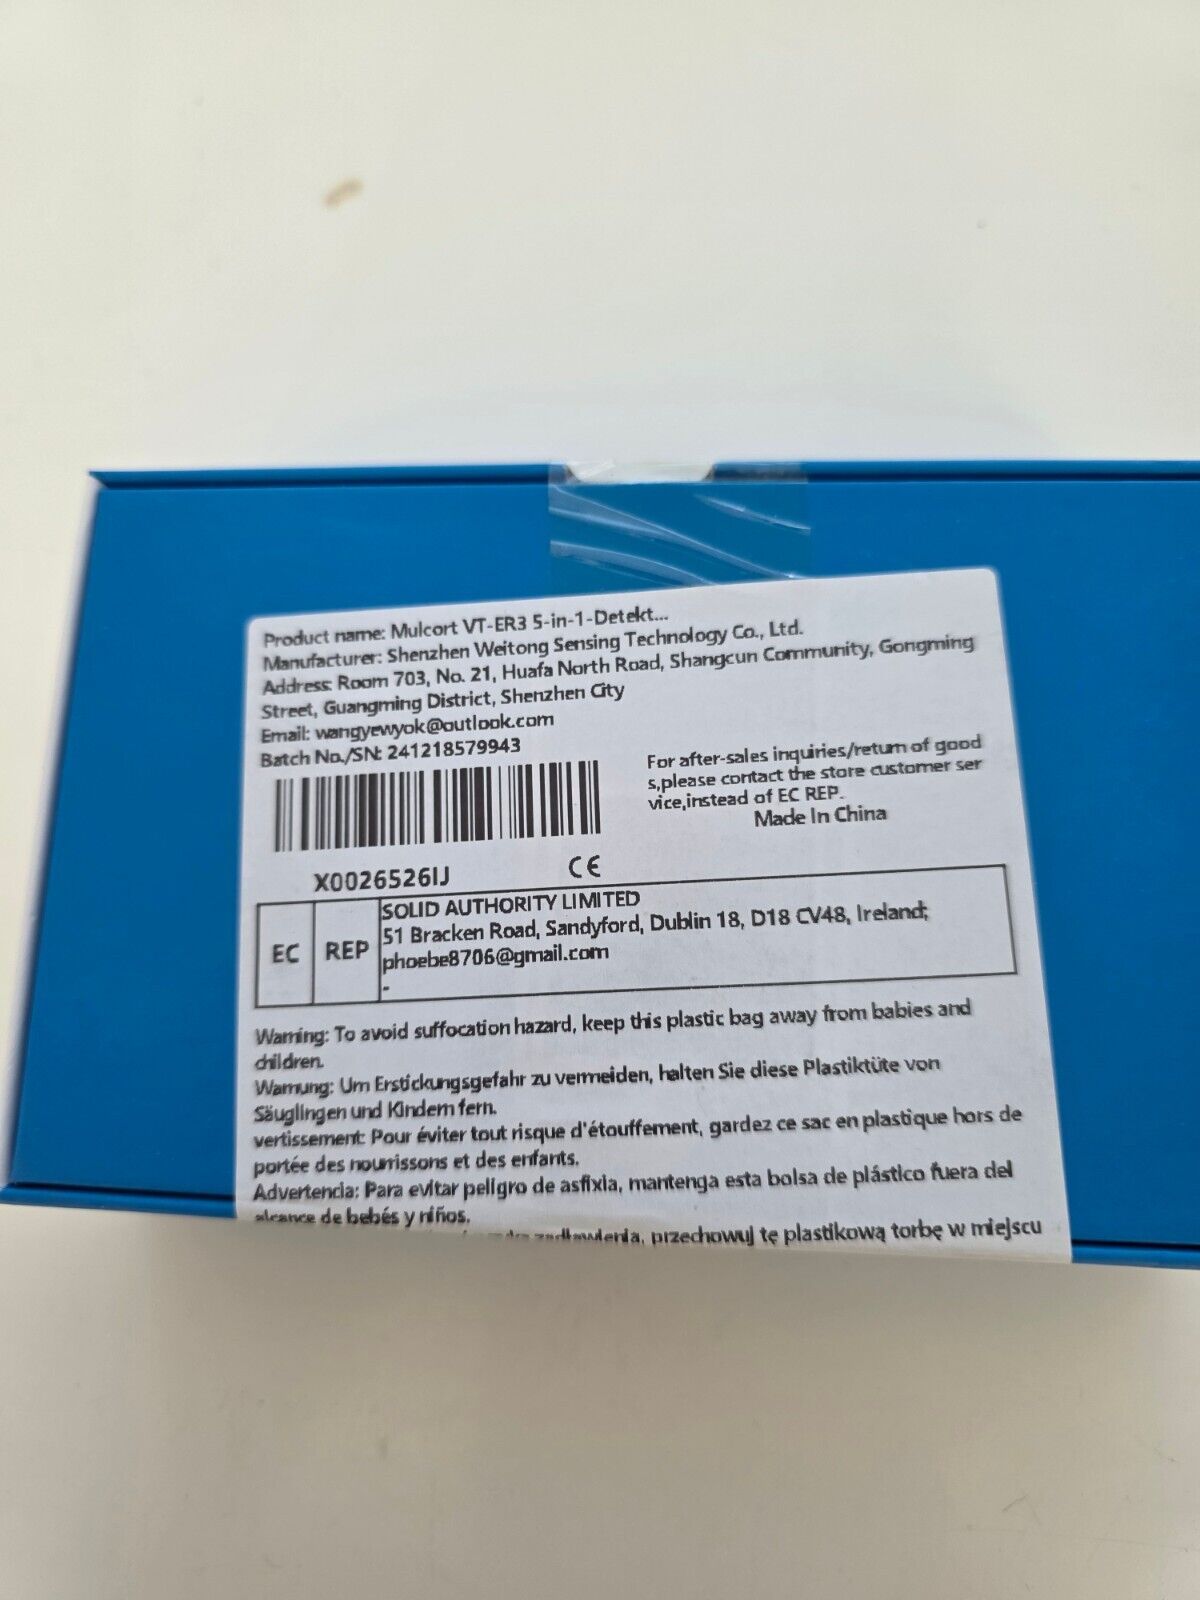 Product name: Mulcort VT-ER3 5-in-1-Detekt...
Manufacturer: Shenzhen Weitong Sensing Technology Co., Ltd.
Address: Room 703, No. 21, Huafa North Road, Shangcun Community, Gongming
Street, Guangming District, Shenzhen City
Email: wangyewyok@outlook.com
Batch No./SN: 241218579943
For after-sales inquiries/return of good
s,please contact the store customer ser
vice,instead of EC REP.
Made In China
X0026526IJ
CE
EC REP
SOLID AUTHORITY LIMITED
51 Bracken Road, Sandyford, Dublin 18, D18 CV48, Ireland;
phoebe8706@gmail.com
-
Warning: To avoid suffocation hazard, keep this plastic bag away from babies and
children.
Warnung: Um Erstickungsgefahr zu vermeiden, halten Sie diese Plastiktüte von
Säuglingen und Kindern fern.
vertissement: Pour éviter tout risque d'étouffement, gardez ce sac en plastique hors de
portée des nourrissons et des enfants.
Advertencia: Para evitar peligro de asfixia, mantenga esta bolsa de plástico fuera del
alcance de bebés y niños.
zadławienia, przechowuj tę plastikową torbę w miejscu